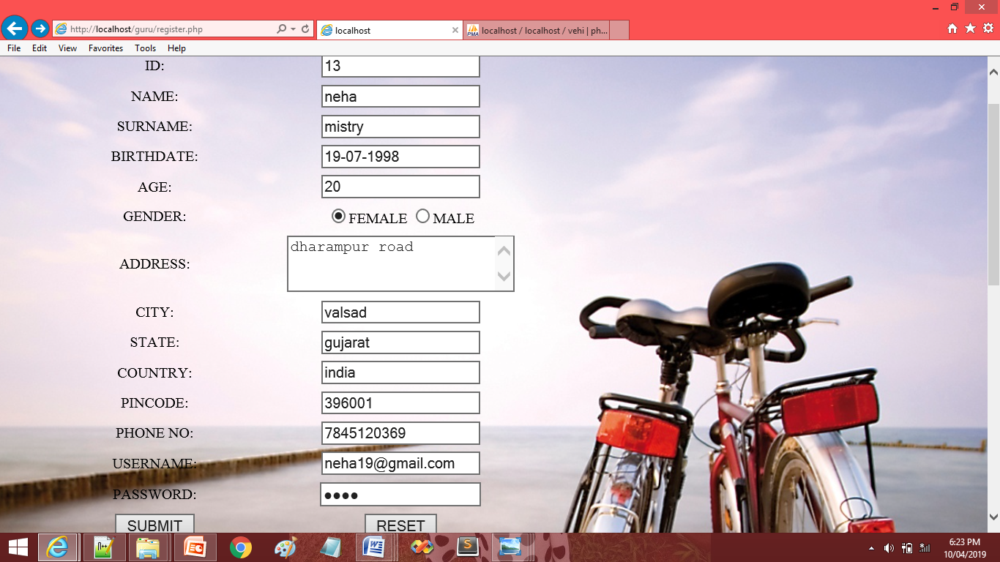 http://localhost/guru/register.php
localhost
localhost / localhost / vehi | ph...
PMA
File Edit View Favorites Tools Help
ID: 13
NAME: neha
SURNAME: mistry
BIRTHDATE: 19-07-1998
AGE: 20
GENDER: FEMALE MALE
ADDRESS: dharampur road
CITY: valsad
STATE: gujarat
COUNTRY: india
PINCODE: 396001
PHONE NO: 7845120369
USERNAME: neha19@gmail.com
PASSWORD: ●●●●
SUBMIT RESET
6:23 PM
10/04/2019